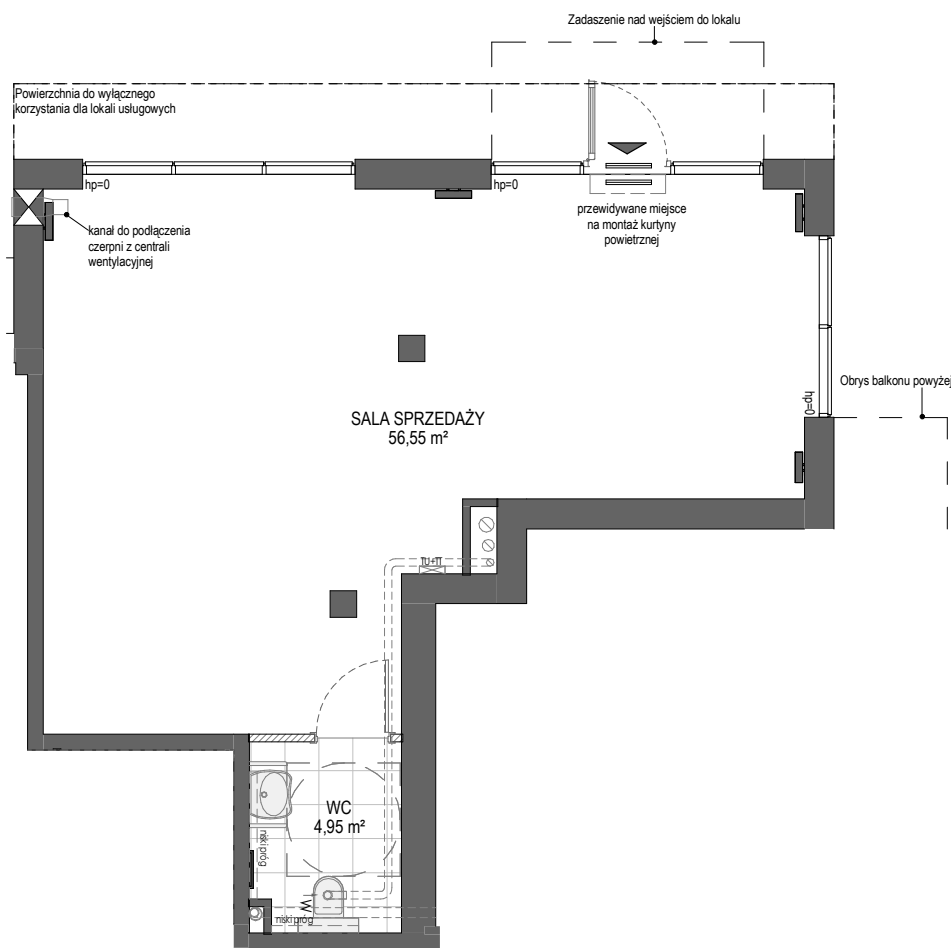 Zadaszenie nad wejściem do lokalu
Powierzchnia do wyłącznego
korzystania dla lokali usługowych
hp=0
hp=0
kanał do podłączenia
czerpni z centrali
wentylacyjnej
przewidywane miejsce
na montaż kurtyny
powietrznej
Obrys balkonu powyżej
hp=0
SALA SPRZEDAŻY
56,55 m²
TU+TT
WC
4,95 m²
niski próg
W
niski próg